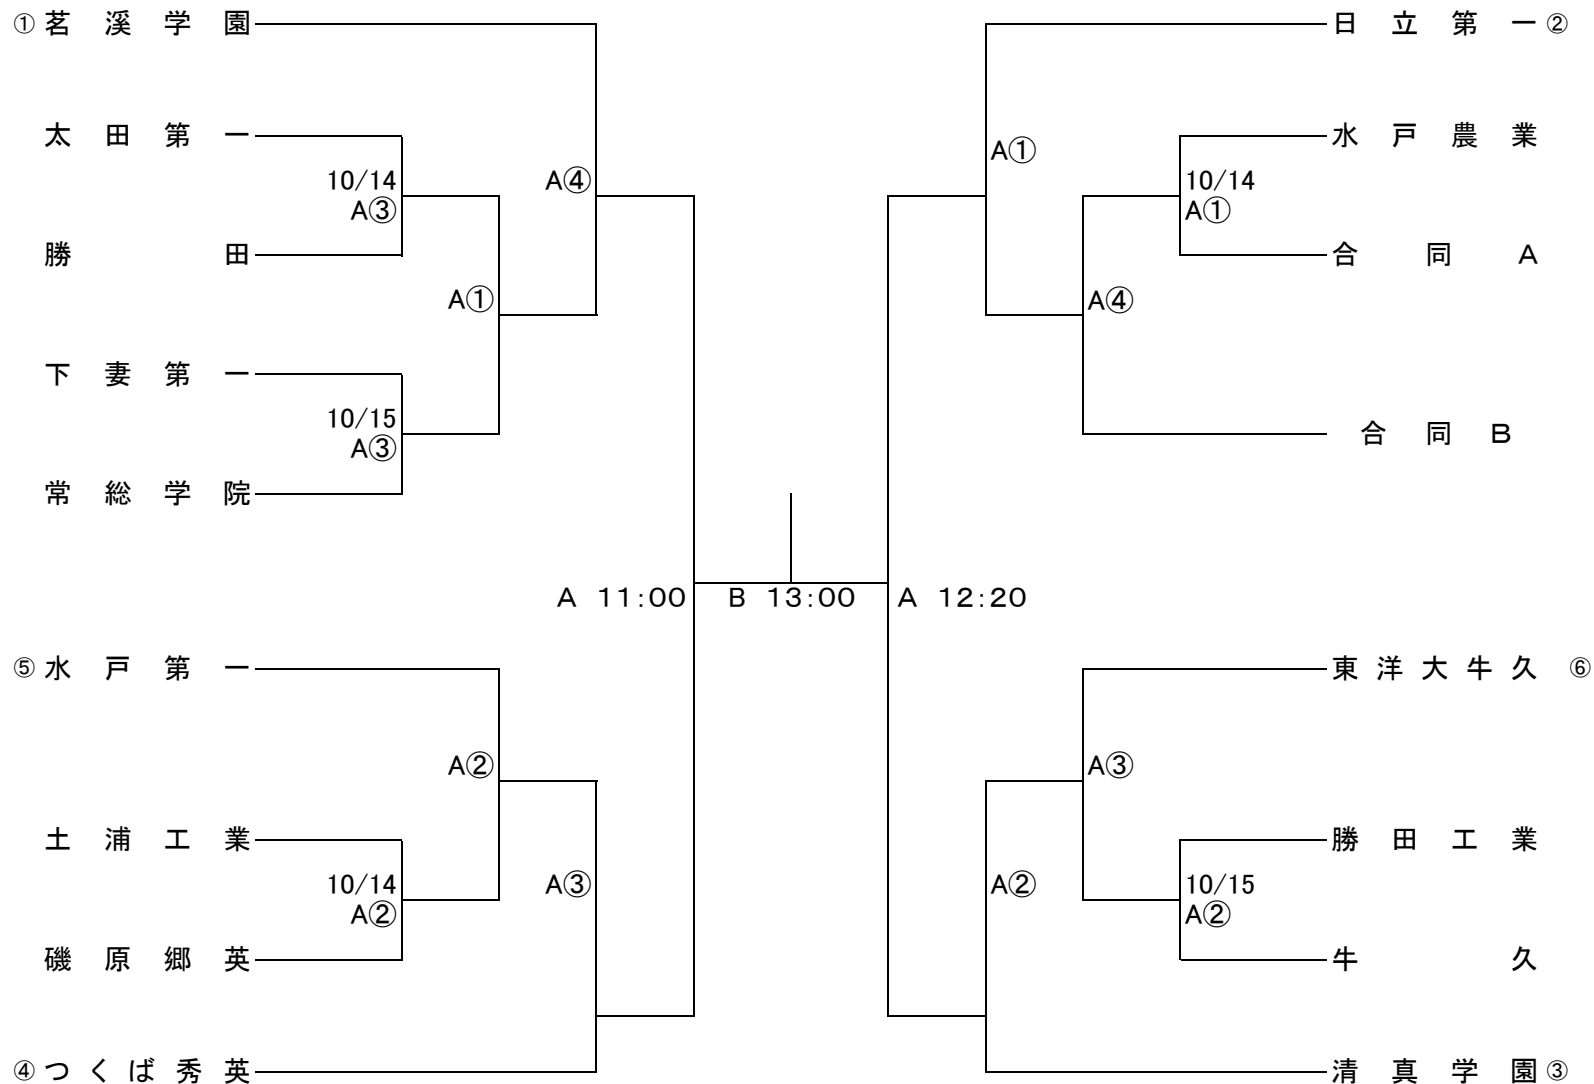 ①茗溪学園
太田第一
10/14
A③
勝田
A④
A①
下妻第一
10/15
A③
常総学院
日立第一②
A①
水戸農業
10/14
A①
合同A
A④
合同B
A 11:00
B 13:00
A 12:20
⑤水戸第一
A②
土浦工業
10/14
A②
A③
磯原郷英
④つくば秀英
東洋大牛久⑥
A③
勝田工業
A②
10/15
A②
牛久
清真学園③